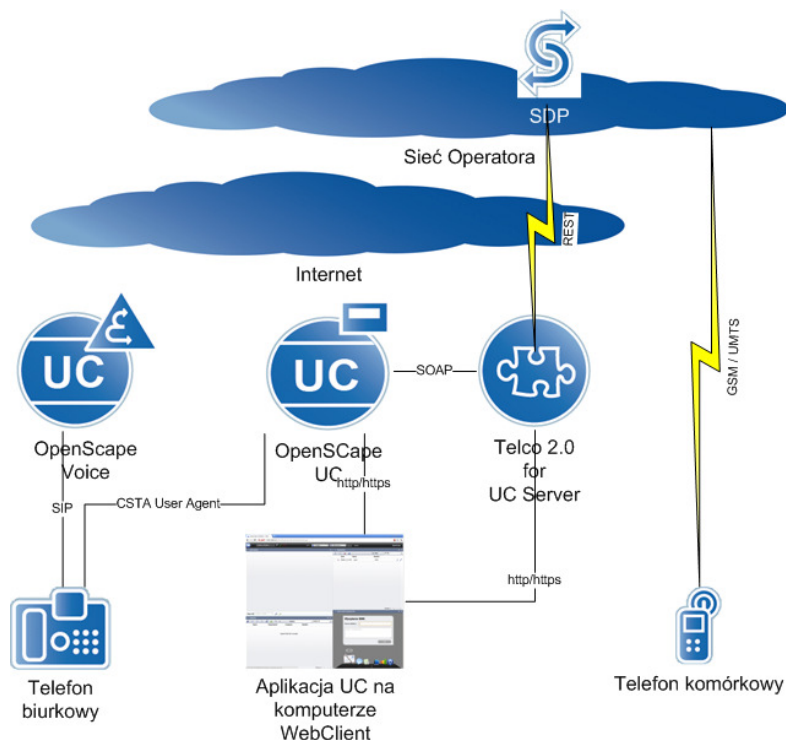 SDP
Sieć Operatora
REST
Internet
GSM / UMTS
UC
UC
SOAP
OpenScape
Voice
OpenSCape
UC
http/https
Telco 2.0
for
UC Server
SIP
CSTA User Agent
http/https
Telefon
biurkowy
Aplikacja UC na
komputerze
WebClient
Telefon komórkowy